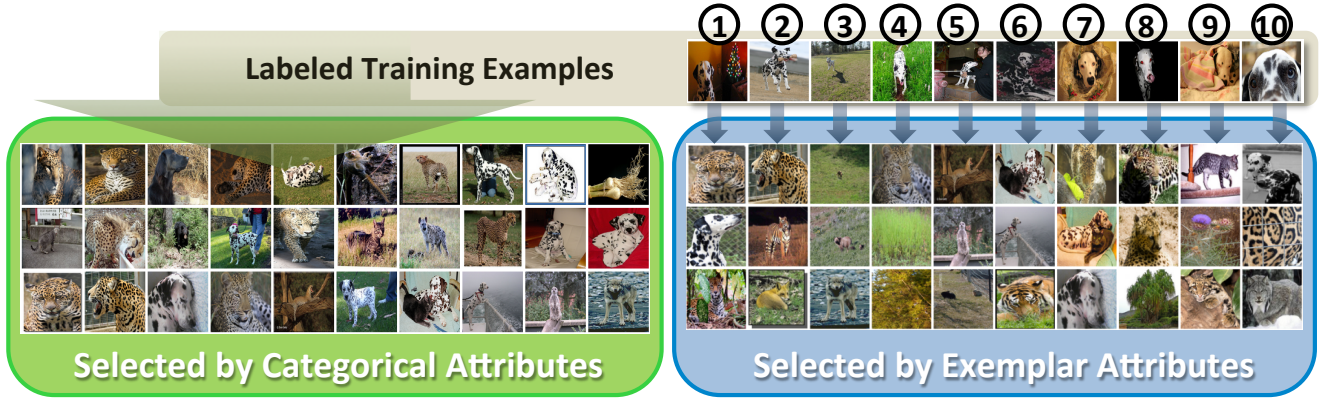 1 2 3 4 5 6 7 8 9 10
Labeled Training Examples
Selected by Categorical Attributes
Selected by Exemplar Attributes